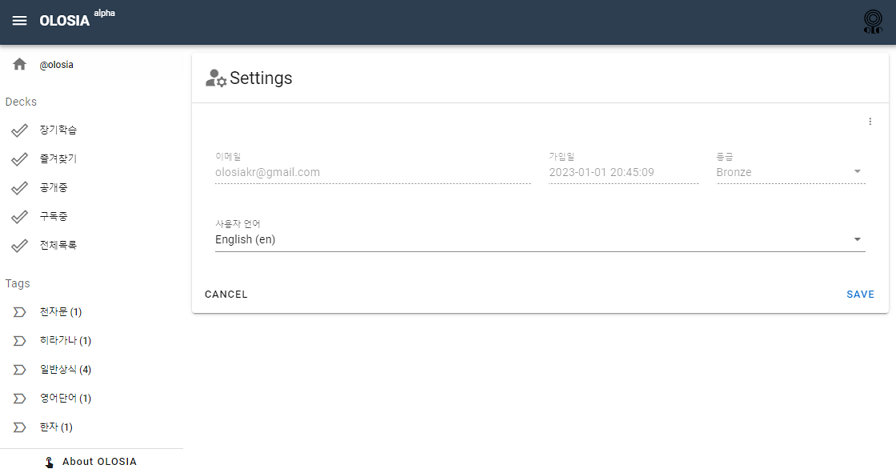 OLOSIA alpha
OLO
@olosia
Decks
장기학습
즐겨찾기
공개중
구독중
전체목록
Tags
천자문 (1)
히라가나 (1)
일반상식 (4)
영어단어 (1)
한자 (1)
About OLOSIA
Settings
이메일 가입일 등급
olosiakr@gmail.com 2023-01-01 20:45:09 Bronze
사용자 언어
English (en)
CANCEL SAVE